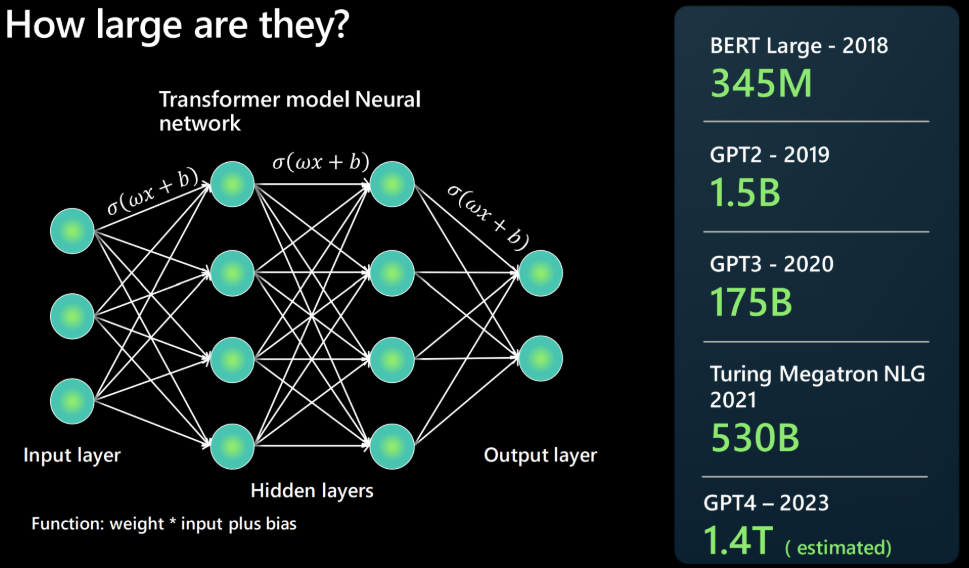 How large are they?
Transformer model Neural
network
σ(ωx + b)
σ(ωx + b)
σ(ωx + b)
Input layer
Hidden layers
Output layer
Function: weight * input plus bias
BERT Large - 2018
345M
GPT2 - 2019
1.5B
GPT3 - 2020
175B
Turing Megatron NLG
2021
530B
GPT4 – 2023
1.4T ( estimated)